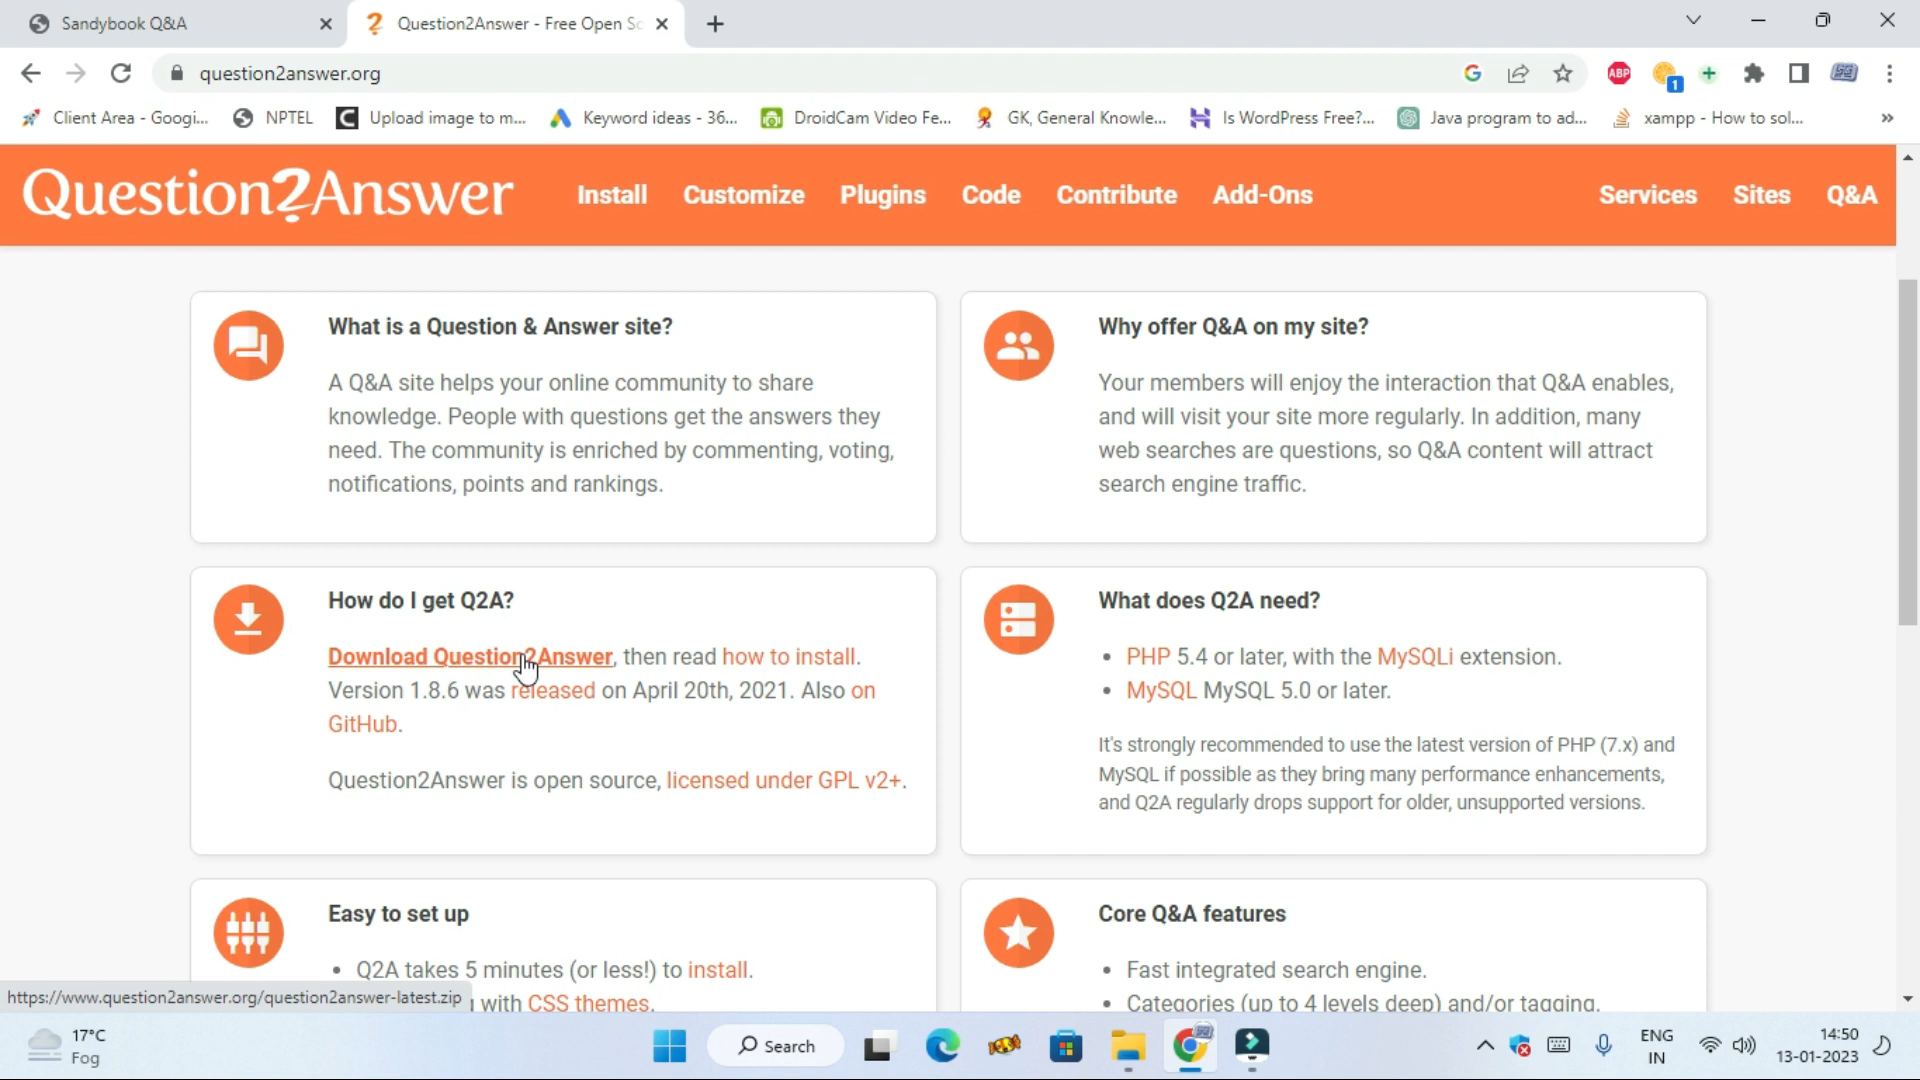 Sandybook Q&A
Question2Answer - Free Open So
question2answer.org
ABP
1
Client Area - Googi...
NPTEL
Upload image to m...
Keyword ideas - 36...
DroidCam Video Fe...
GK, General Knowle...
Is WordPress Free?...
Java program to ad...
xampp - How to sol...
Question2Answer
Install
Customize
Plugins
Code
Contribute
Add-Ons
Services
Sites
Q&A
What is a Question & Answer site?
A Q&A site helps your online community to share
knowledge. People with questions get the answers they
need. The community is enriched by commenting, voting,
notifications, points and rankings.
Why offer Q&A on my site?
Your members will enjoy the interaction that Q&A enables,
and will visit your site more regularly. In addition, many
web searches are questions, so Q&A content will attract
search engine traffic.
How do I get Q2A?
Download Question2Answer, then read how to install.
Version 1.8.6 was released on April 20th, 2021. Also on
GitHub.
Question2Answer is open source, licensed under GPL v2+.
What does Q2A need?
• PHP 5.4 or later, with the MySQLi extension.
• MySQL MySQL 5.0 or later.
It's strongly recommended to use the latest version of PHP (7.x) and
MySQL if possible as they bring many performance enhancements,
and Q2A regularly drops support for older, unsupported versions.
Easy to set up
• Q2A takes 5 minutes (or less!) to install.
with CSS themes.
Core Q&A features
• Fast integrated search engine.
• Categories (up to 4 levels deep) and/or tagging.
https://www.question2answer.org/question2answer-latest.zip
17°C
Fog
Search
ENG
IN
14:50
13-01-2023